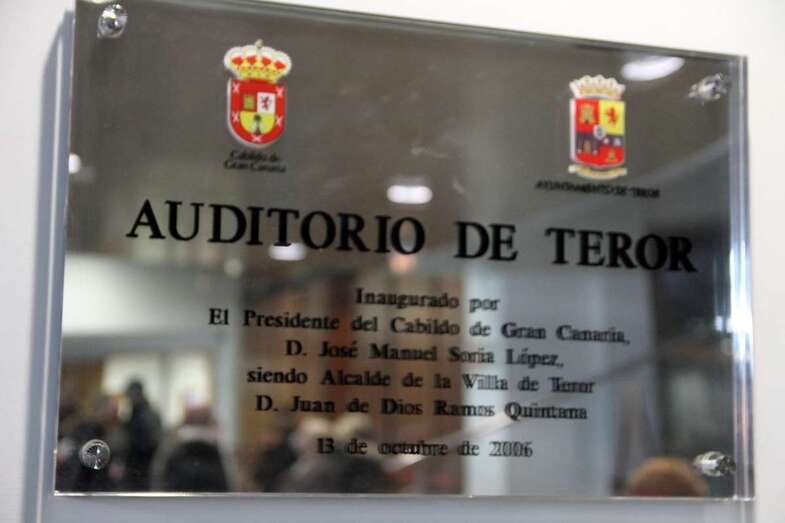 Cabildo de
Gran Canaria
AYUNTAMIENTO DE TEROR
AUDITORIO DE TEROR
Inaugurado por
El Presidente del Cabildo de Gran Canaria,
D. José Manuel Soria López,
siendo Alcalde de la Villa de Teror
D. Juan de Dios Ramos Quintana
13 de octubre de 2006